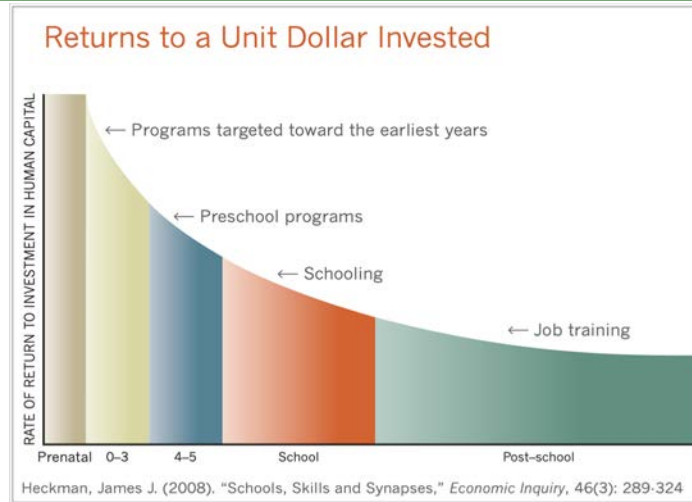 Returns to a Unit Dollar Invested
RATE OF RETURN TO INVESTMENT IN HUMAN CAPITAL
← Programs targeted toward the earliest years
← Preschool programs
← Schooling
← Job training
Prenatal 0–3 4–5 School Post–school
Heckman, James J. (2008). “Schools, Skills and Synapses,” Economic Inquiry, 46(3): 289-324